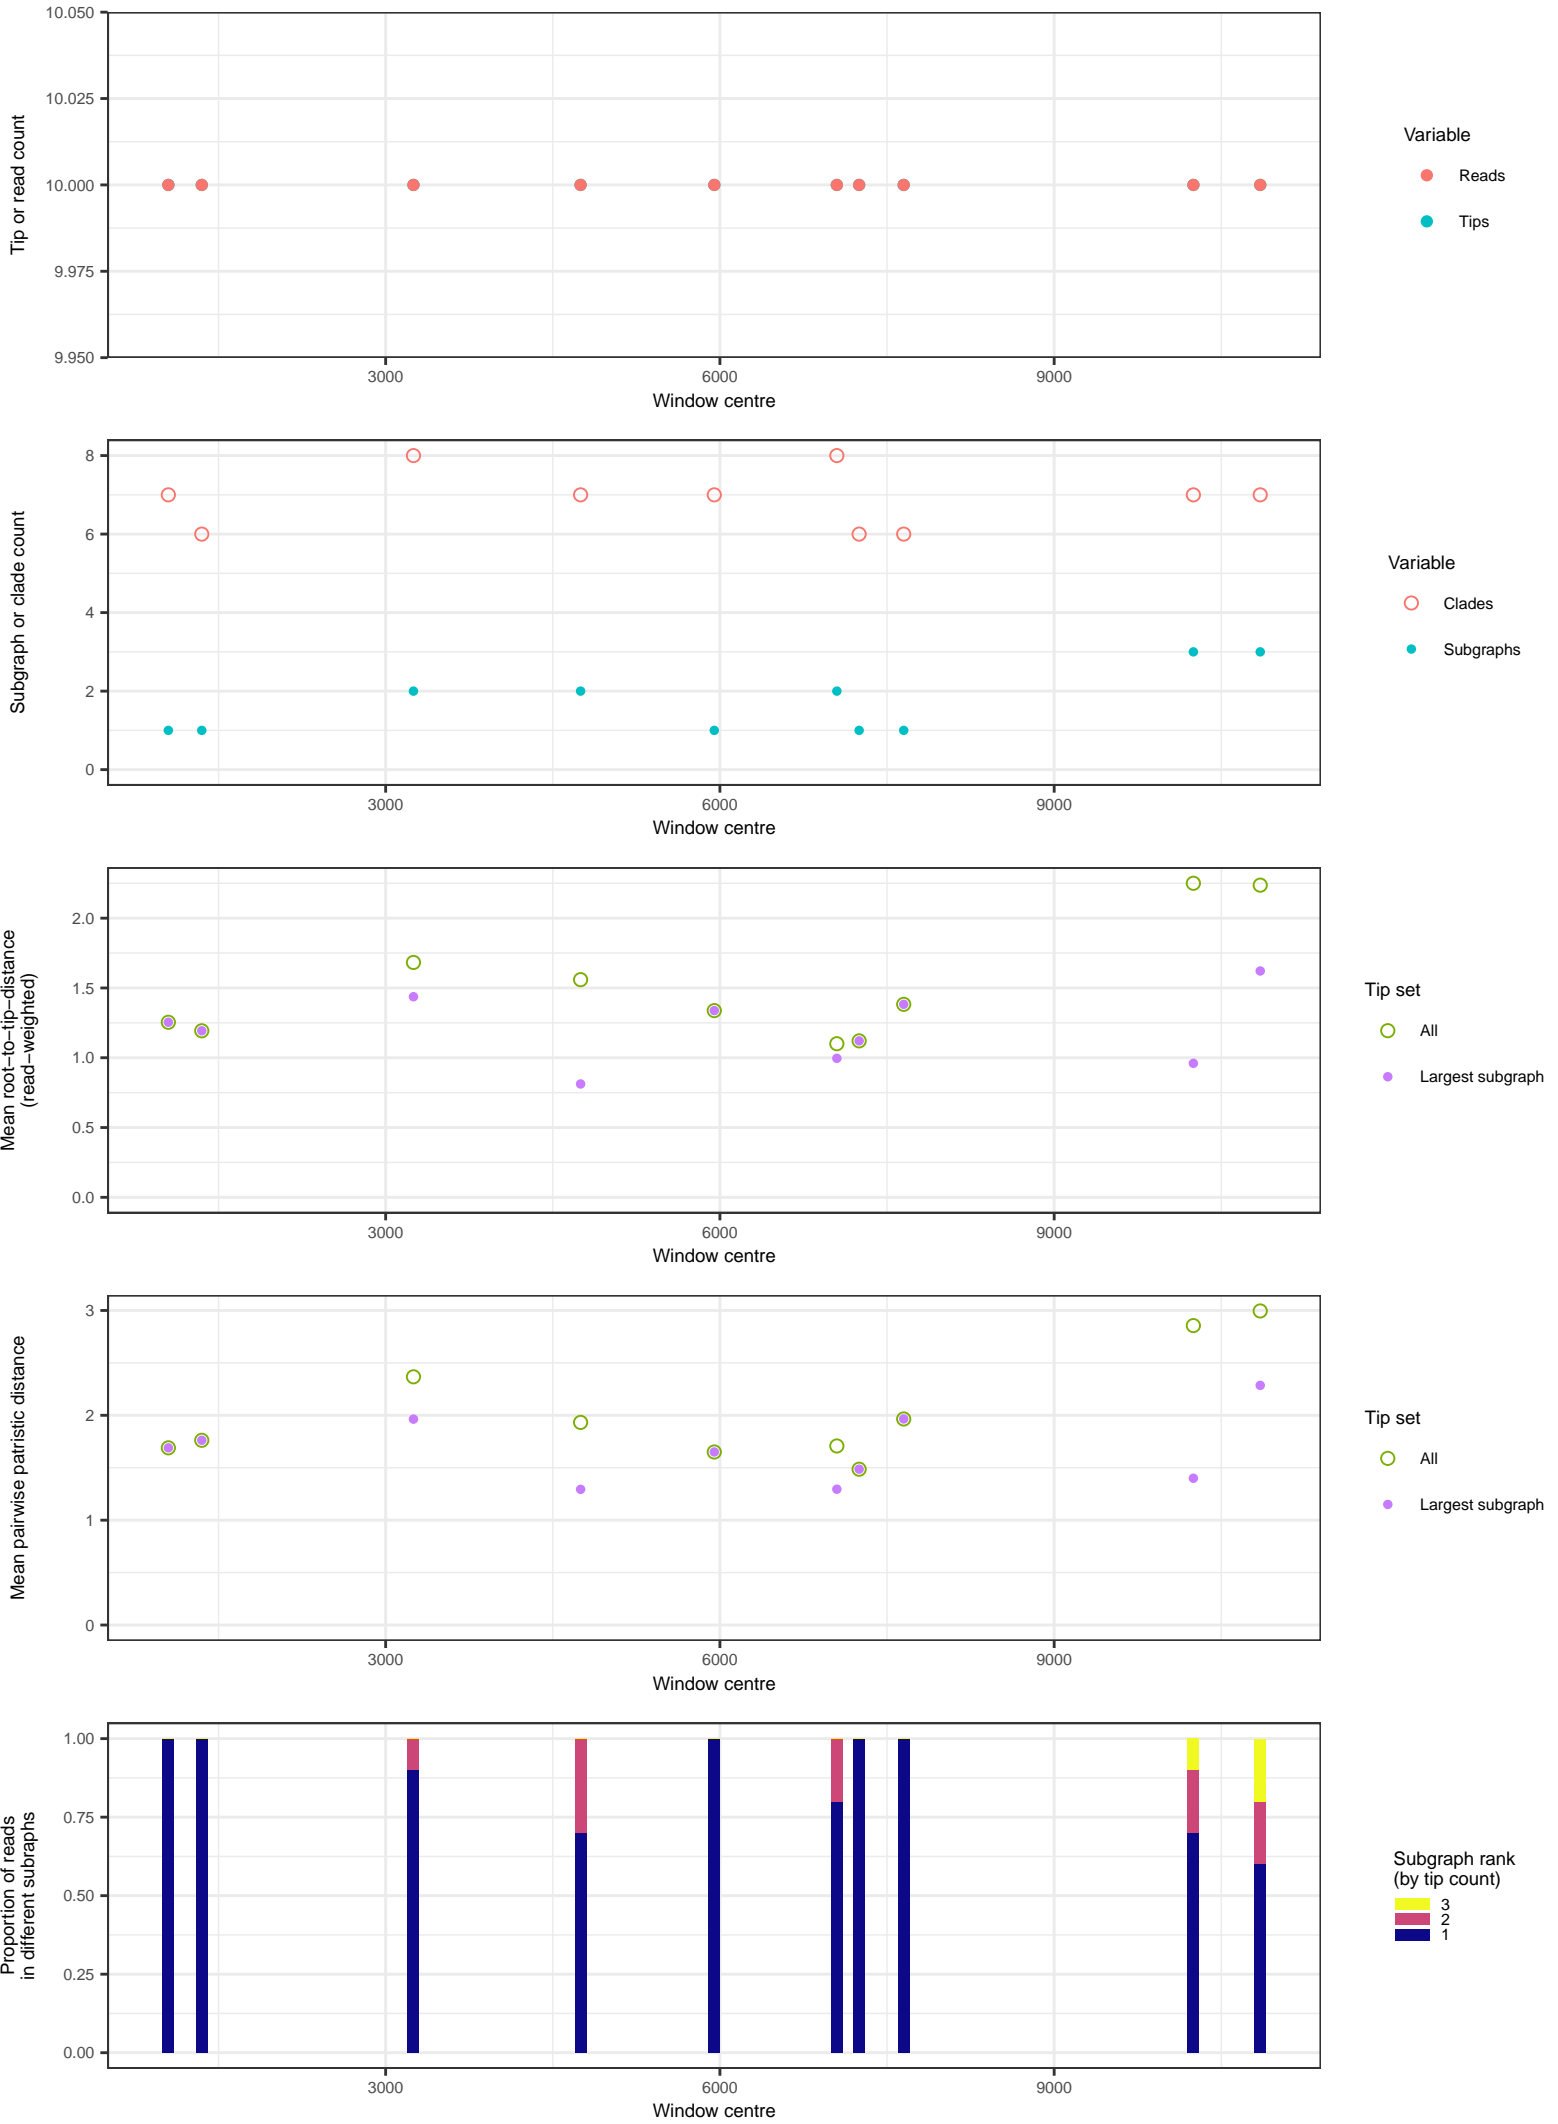 10.050
10.025
10.000
9.975
9.950
Tip or read count
3000
6000
9000
Window centre
Variable
Reads
Tips
8
6
4
2
0
Subgraph or clade count
3000
6000
9000
Window centre
Variable
Clades
Subgraphs
2.0
1.5
1.0
0.5
0.0
Mean root−to−tip−distance
(read−weighted)
3000
6000
9000
Window centre
Tip set
All
Largest subgraph
3
2
1
0
Mean pairwise patristic distance
3000
6000
9000
Window centre
Tip set
All
Largest subgraph
1.00
0.75
0.50
0.25
0.00
Proportion of reads
in different subraphs
3000
6000
9000
Window centre
Subgraph rank
(by tip count)
3
2
1